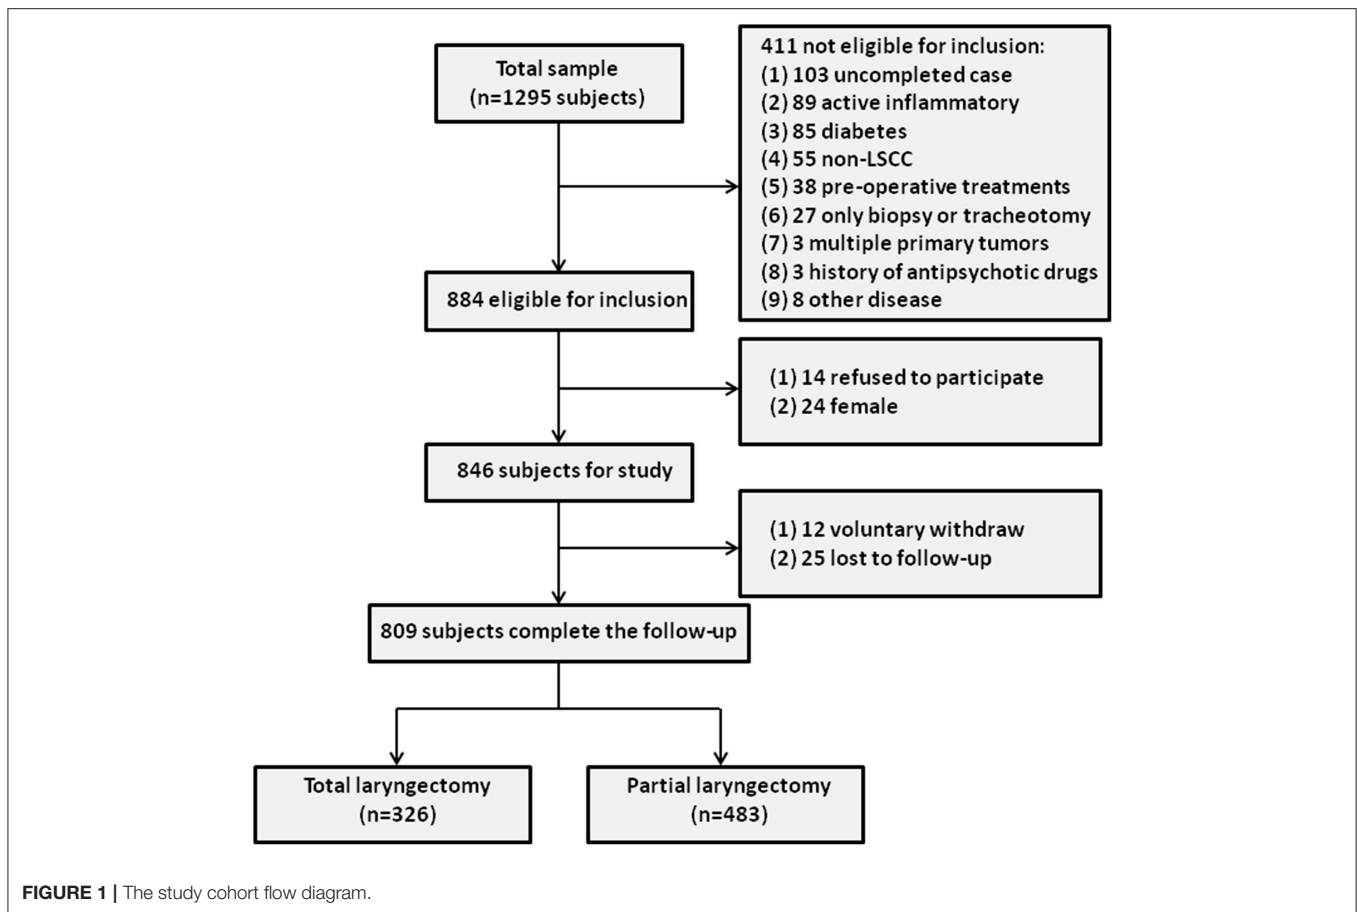 Total sample
(n=1295 subjects)
411 not eligible for inclusion:
(1) 103 uncompleted case
(2) 89 active inflammatory
(3) 85 diabetes
(4) 55 non-LSCC
(5) 38 pre-operative treatments
(6) 27 only biopsy or tracheotomy
(7) 3 multiple primary tumors
(8) 3 history of antipsychotic drugs
(9) 8 other disease
884 eligible for inclusion
(1) 14 refused to participate
(2) 24 female
846 subjects for study
(1) 12 voluntary withdraw
(2) 25 lost to follow-up
809 subjects complete the follow-up
Total laryngectomy
(n=326)
Partial laryngectomy
(n=483)
FIGURE 1 | The study cohort flow diagram.